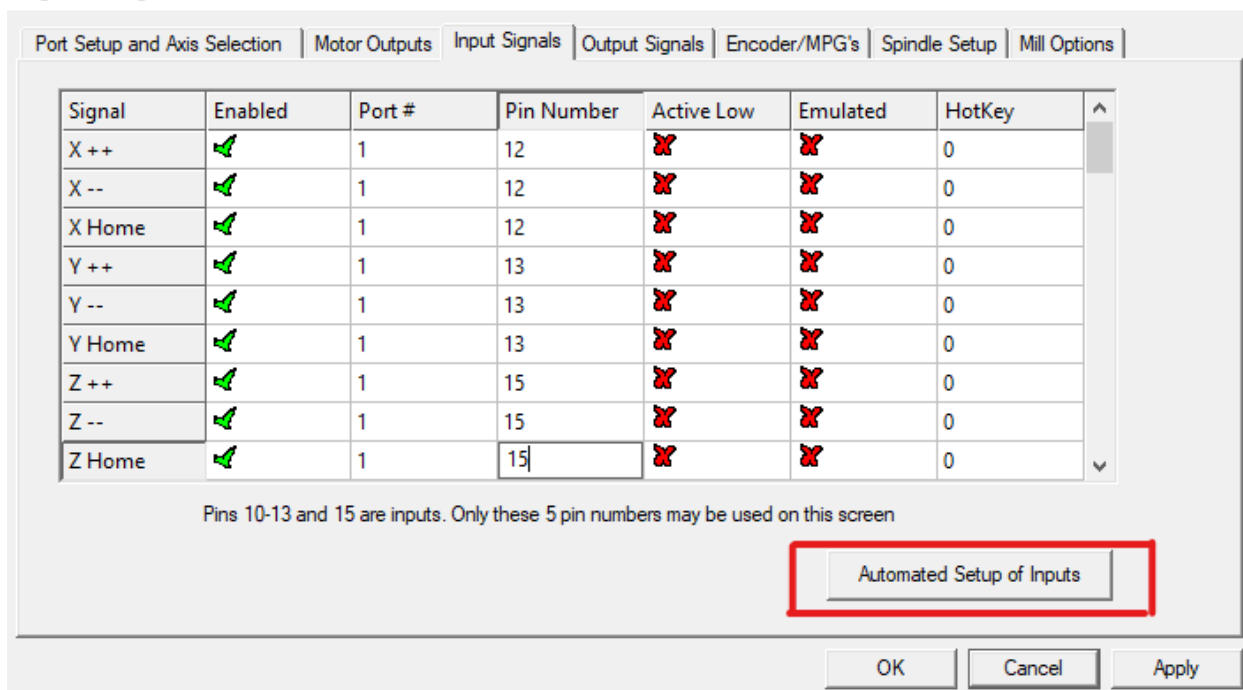 Port Setup and Axis Selection Motor Outputs Input Signals Output Signals Encoder/MPG's Spindle Setup Mill Options
Signal Enabled Port # Pin Number Active Low Emulated HotKey
X ++ 1 12 0
X -- 1 12 0
X Home 1 12 0
Y ++ 1 13 0
Y -- 1 13 0
Y Home 1 13 0
Z ++ 1 15 0
Z -- 1 15 0
Z Home 1 15 0
Pins 10-13 and 15 are inputs. Only these 5 pin numbers may be used on this screen
Automated Setup of Inputs
OK Cancel Apply